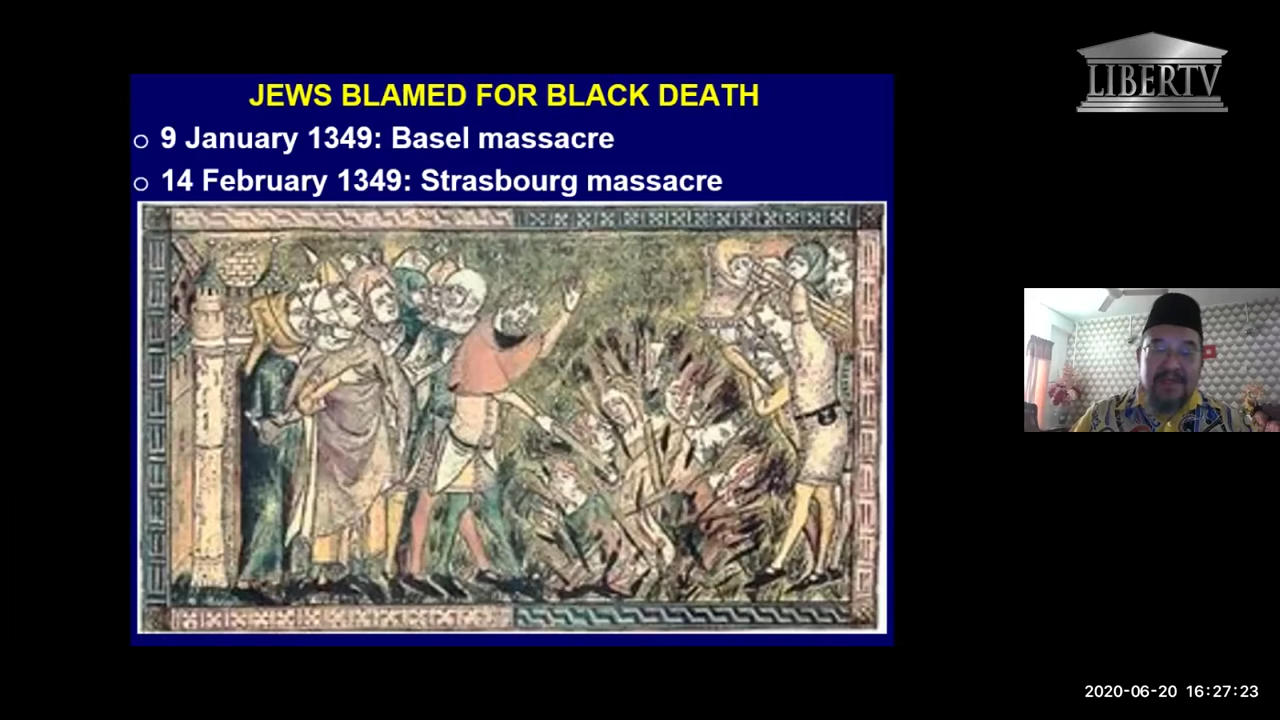 LIBERTV
JEWS BLAMED FOR BLACK DEATH
o 9 January 1349: Basel massacre
o 14 February 1349: Strasbourg massacre
2020-06-20 16:27:23